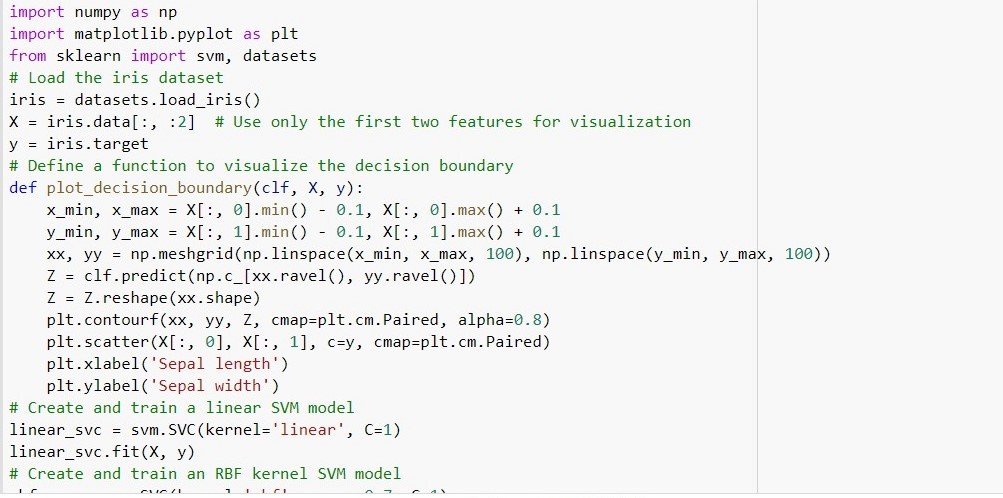 import numpy as np
import matplotlib.pyplot as plt
from sklearn import svm, datasets
# Load the iris dataset
iris = datasets.load_iris()
X = iris.data[:, :2]  # Use only the first two features for visualization
y = iris.target
# Define a function to visualize the decision boundary
def plot_decision_boundary(clf, X, y):
    x_min, x_max = X[:, 0].min() - 0.1, X[:, 0].max() + 0.1
    y_min, y_max = X[:, 1].min() - 0.1, X[:, 1].max() + 0.1
    xx, yy = np.meshgrid(np.linspace(x_min, x_max, 100), np.linspace(y_min, y_max, 100))
    Z = clf.predict(np.c_[xx.ravel(), yy.ravel()])
    Z = Z.reshape(xx.shape)
    plt.contourf(xx, yy, Z, cmap=plt.cm.Paired, alpha=0.8)
    plt.scatter(X[:, 0], X[:, 1], c=y, cmap=plt.cm.Paired)
    plt.xlabel('Sepal length')
    plt.ylabel('Sepal width')
# Create and train a linear SVM model
linear_svc = svm.SVC(kernel='linear', C=1)
linear_svc.fit(X, y)
# Create and train an RBF kernel SVM model